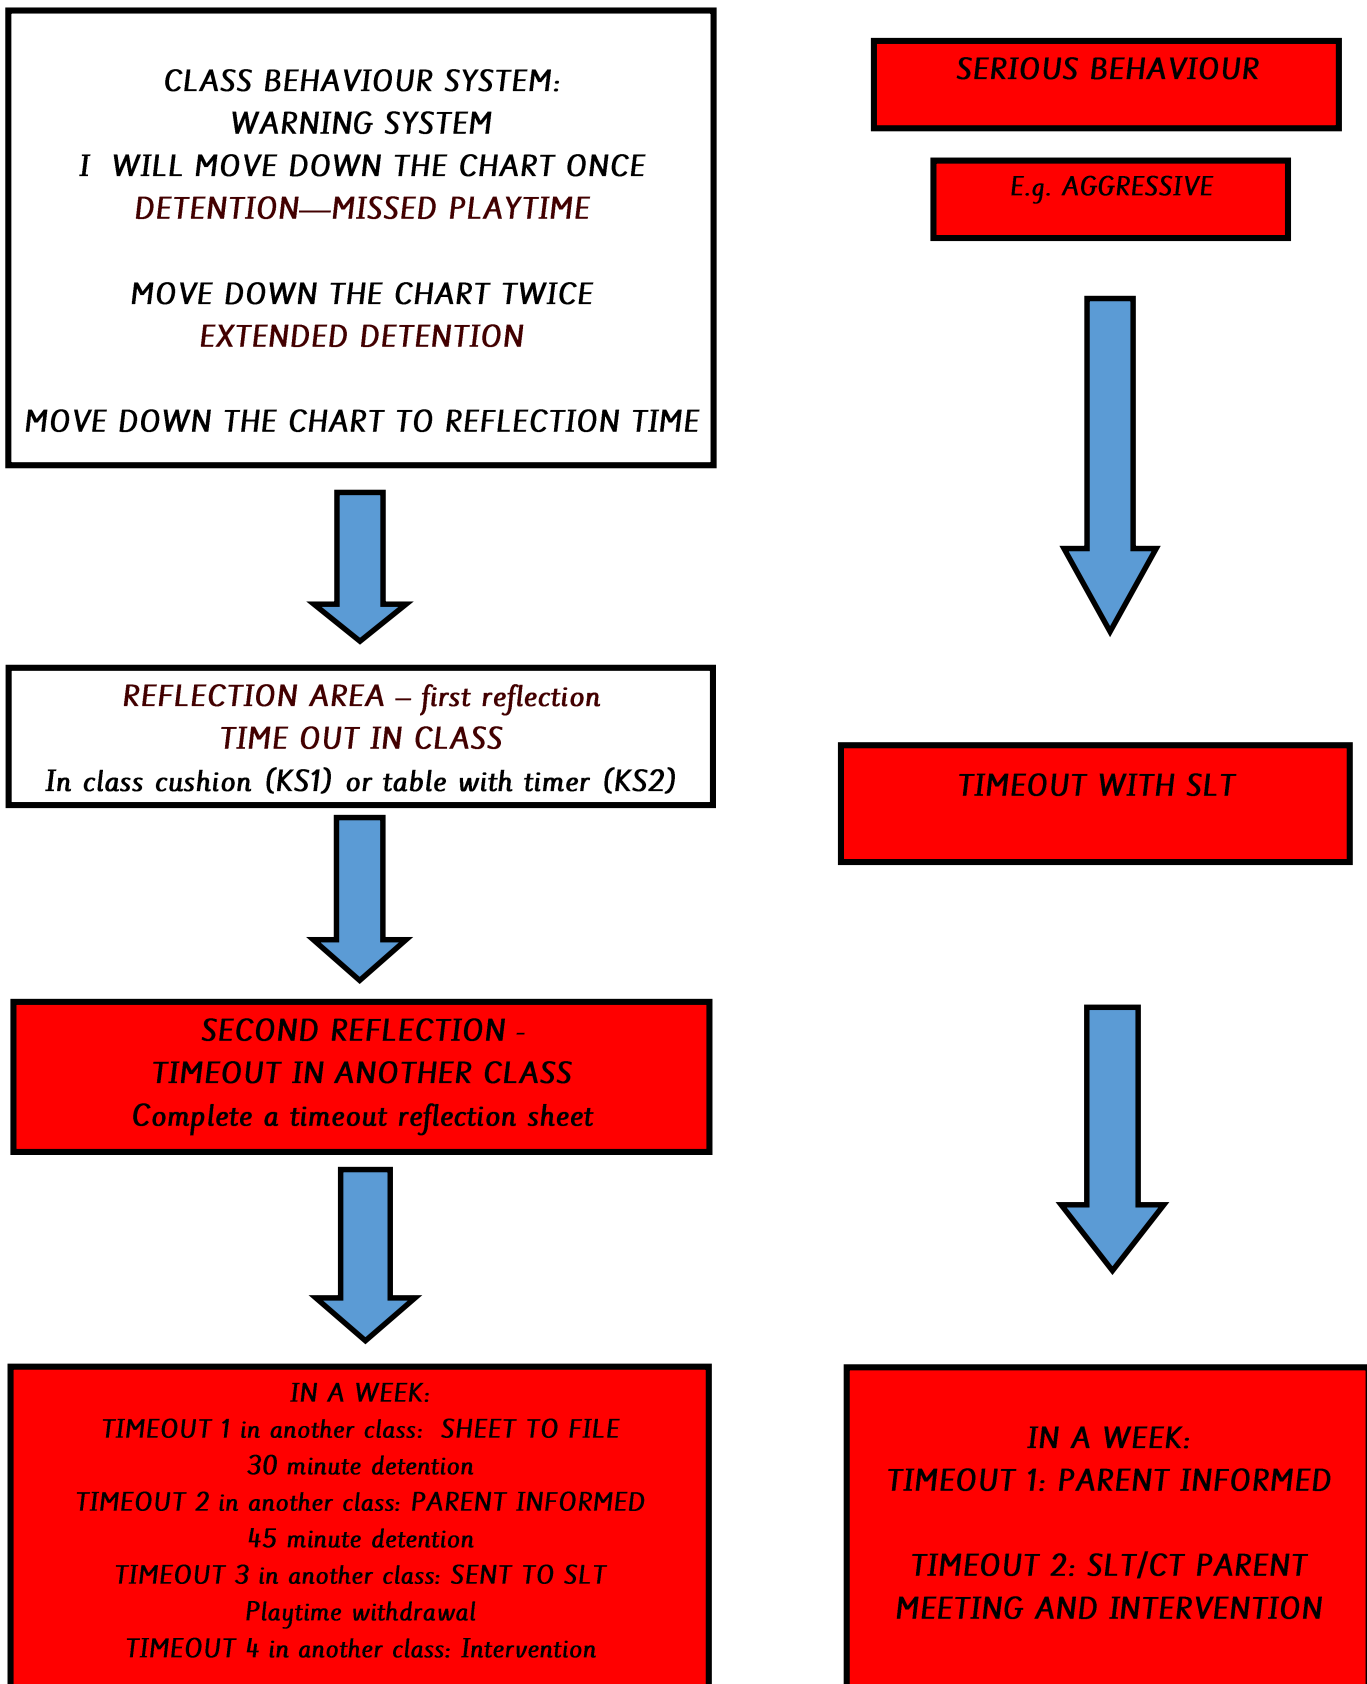 CLASS BEHAVIOUR SYSTEM:
WARNING SYSTEM
I WILL MOVE DOWN THE CHART ONCE
DETENTION—MISSED PLAYTIME
MOVE DOWN THE CHART TWICE
EXTENDED DETENTION
MOVE DOWN THE CHART TO REFLECTION TIME
REFLECTION AREA – first reflection
TIME OUT IN CLASS
In class cushion (KS1) or table with timer (KS2)
SECOND REFLECTION -
TIMEOUT IN ANOTHER CLASS
Complete a timeout reflection sheet
IN A WEEK:
TIMEOUT 1 in another class: SHEET TO FILE
30 minute detention
TIMEOUT 2 in another class: PARENT INFORMED
45 minute detention
TIMEOUT 3 in another class: SENT TO SLT
Playtime withdrawal
TIMEOUT 4 in another class: Intervention
SERIOUS BEHAVIOUR
E.g. AGGRESSIVE
TIMEOUT WITH SLT
IN A WEEK:
TIMEOUT 1: PARENT INFORMED
TIMEOUT 2: SLT/CT PARENT
MEETING AND INTERVENTION